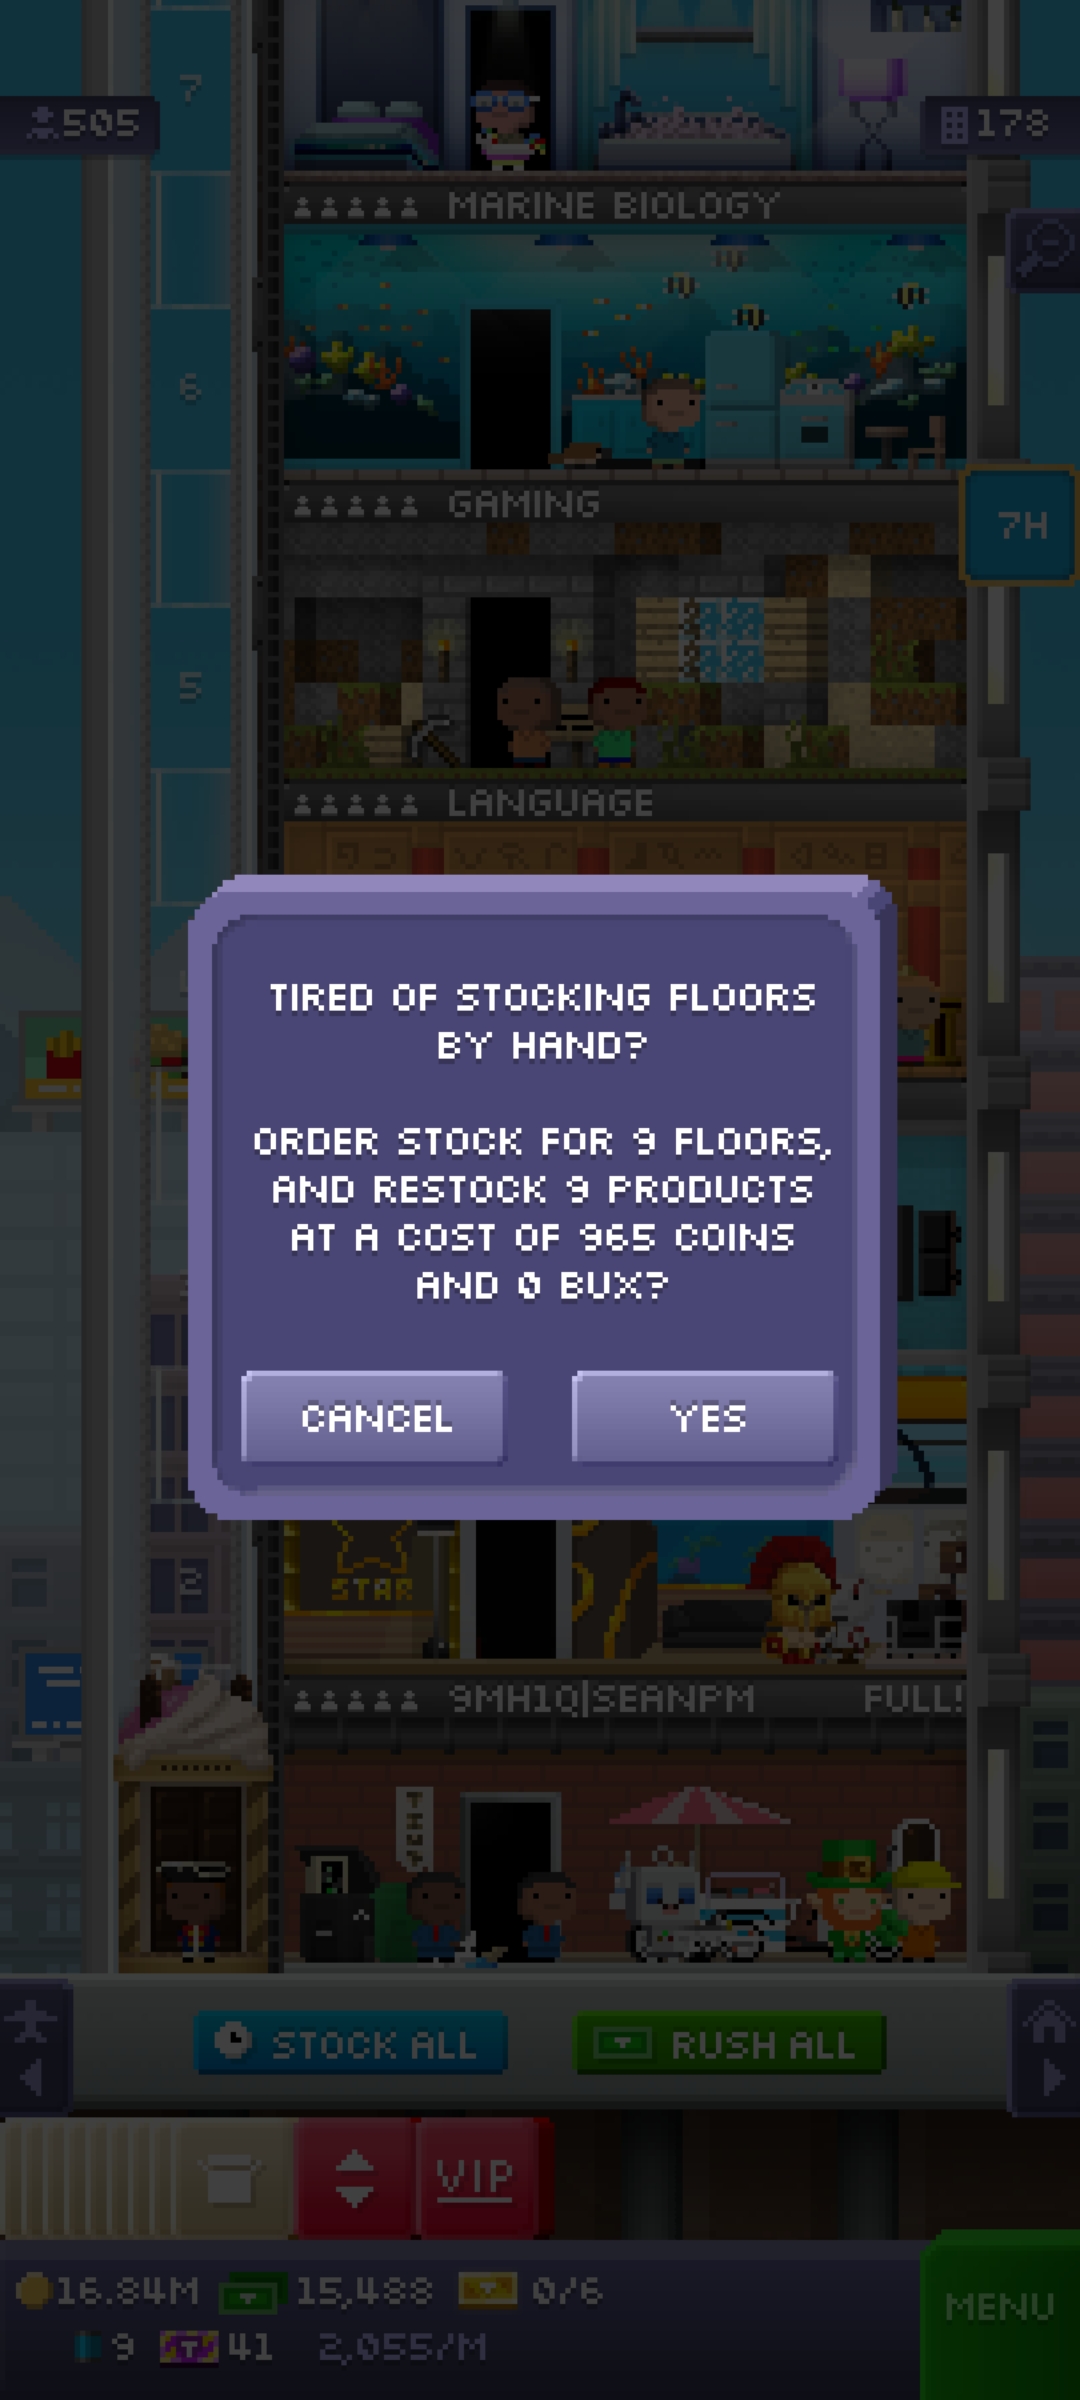 7
505
178
MARINE BIOLOGY
6
GAMING
7H
5
LANGUAGE
TIRED OF STOCKING FLOORS
BY HAND?
ORDER STOCK FOR 9 FLOORS,
AND RESTOCK 9 PRODUCTS
AT A COST OF 965 COINS
AND 0 BUX?
CANCEL
YES
2
STAR
9MH1Q|SEANPM
FULL!
STOCK ALL
RUSH ALL
VIP
16.84M
15,488
0/6
MENU
9
41
2,055/M